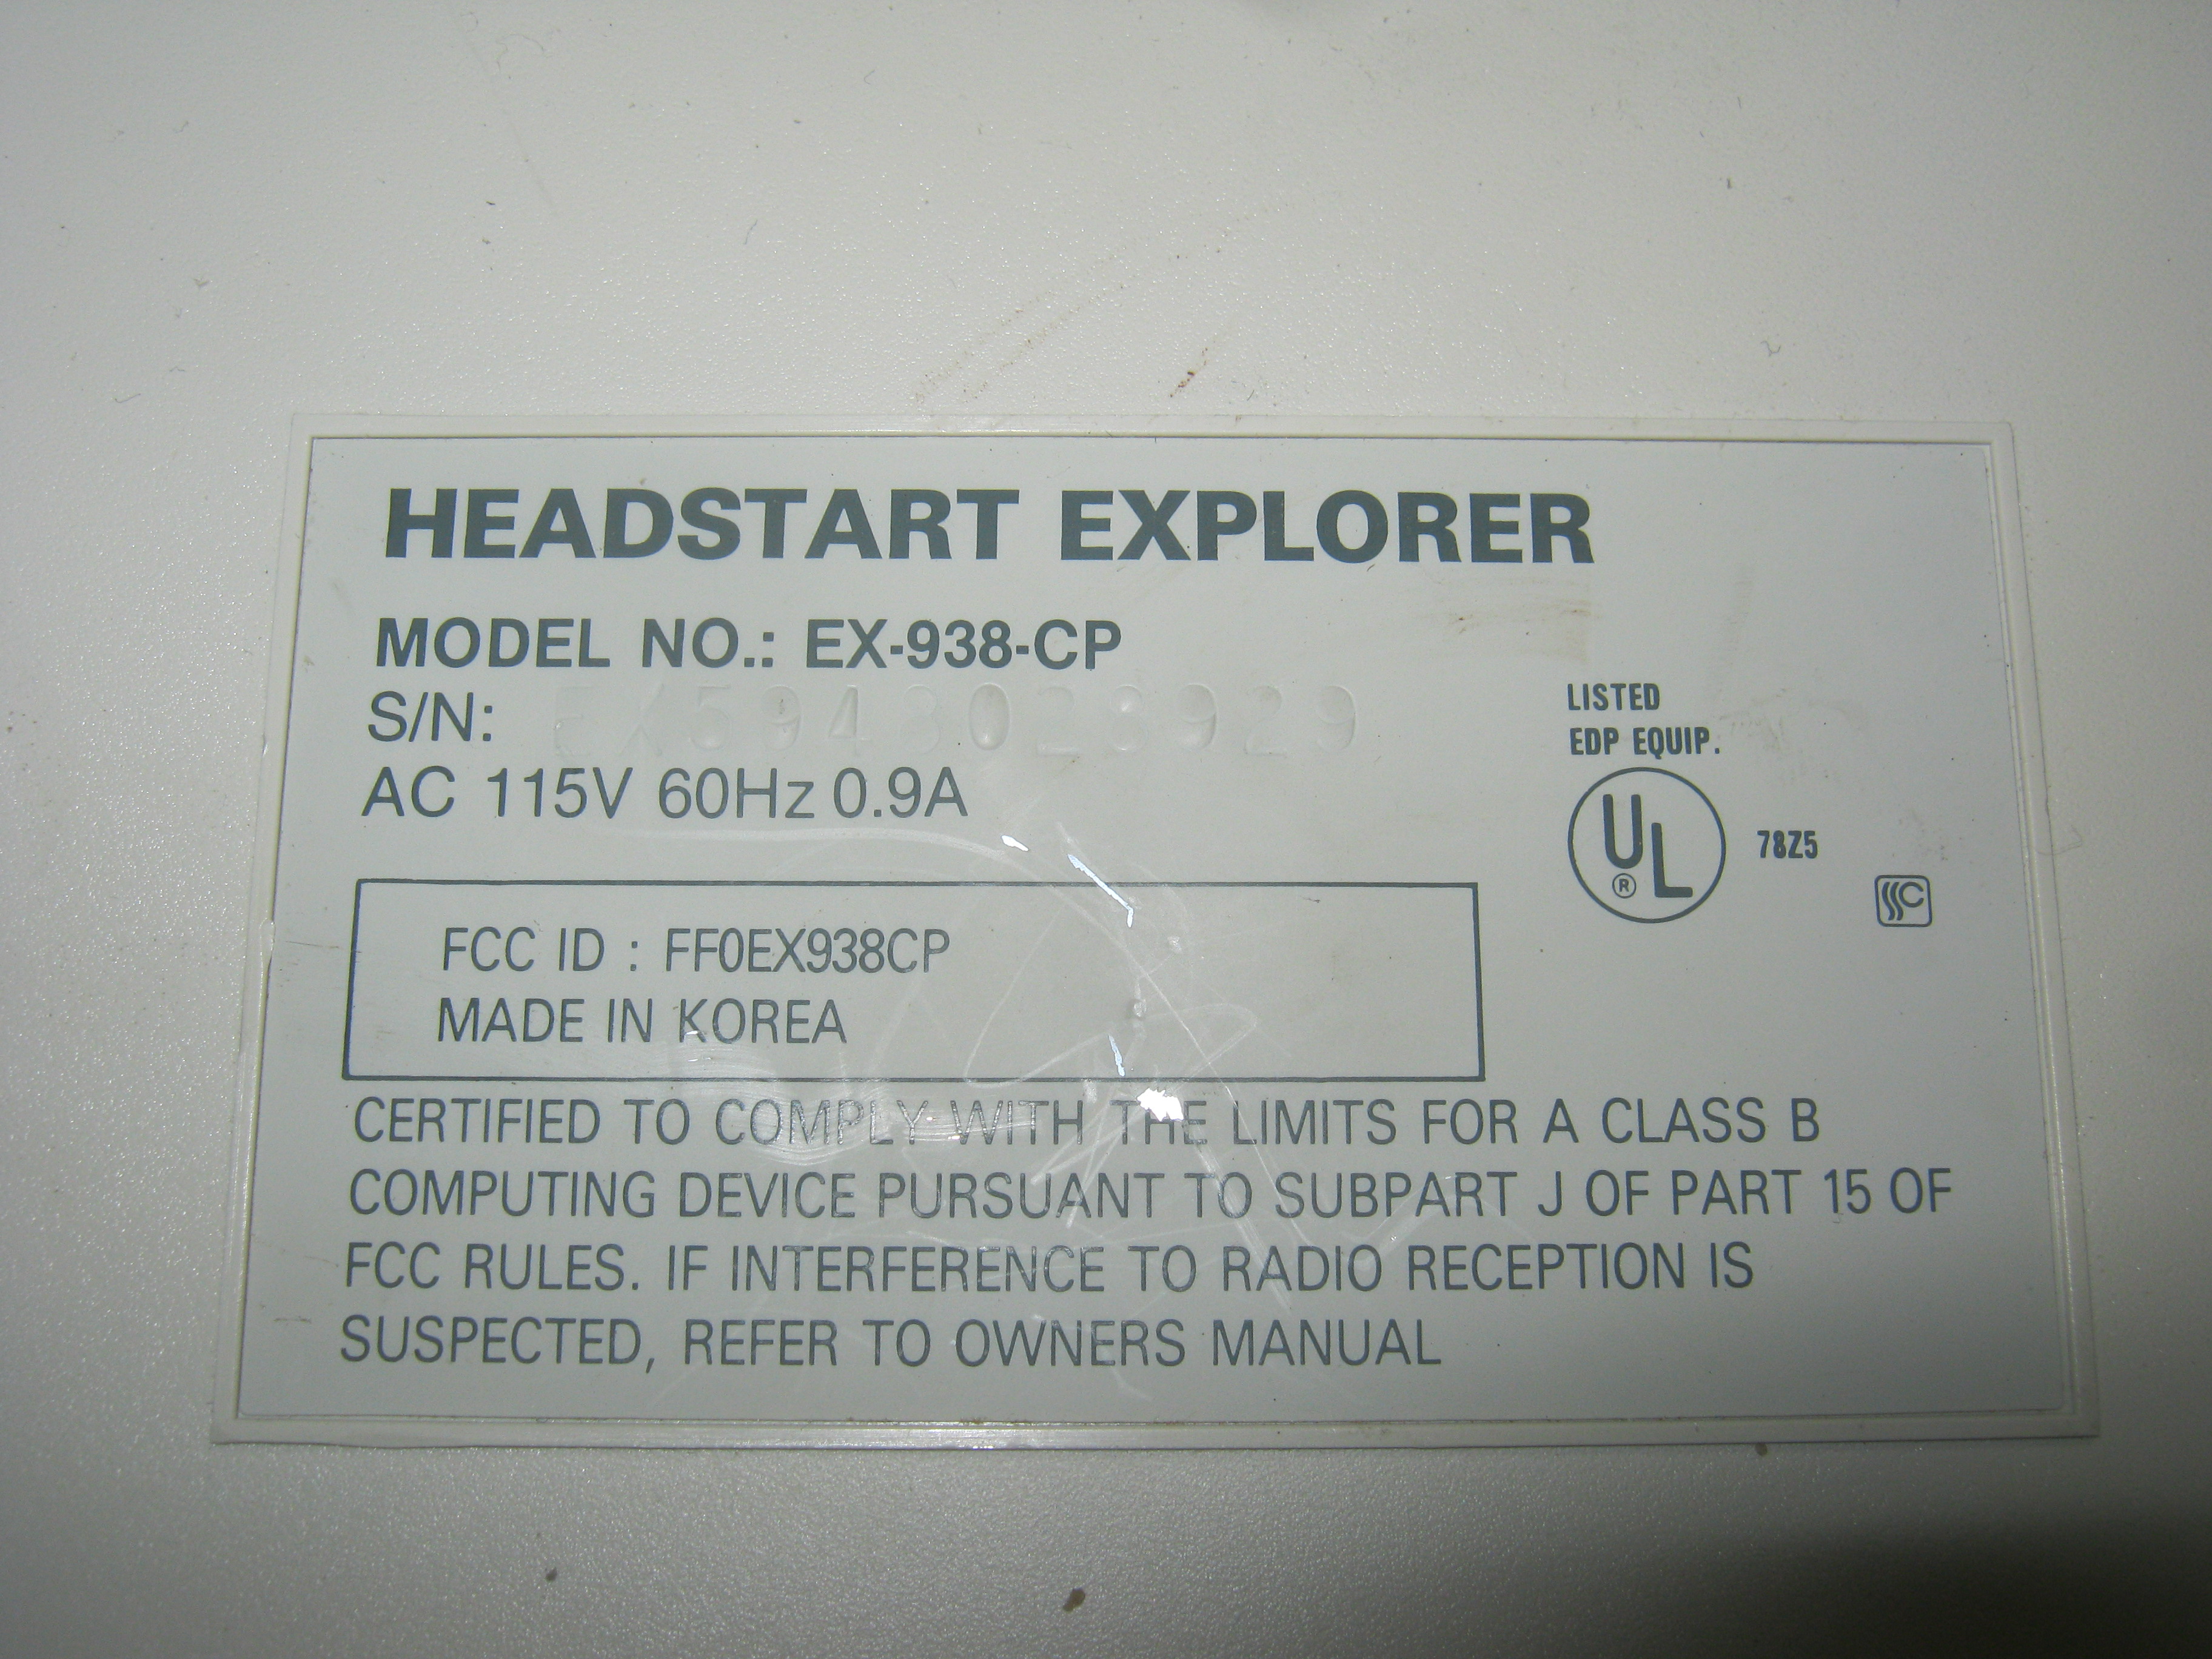 HEADSTART EXPLORER
MODEL NO.: EX-938-CP
S/N:
AC 115V 60Hz 0.9A
LISTED
EDP EQUIP.
UL
®
78Z5
FCC ID : FF0EX938CP
MADE IN KOREA
CERTIFIED TO COMPLY WITH THE LIMITS FOR A CLASS B
COMPUTING DEVICE PURSUANT TO SUBPART J OF PART 15 OF
FCC RULES. IF INTERFERENCE TO RADIO RECEPTION IS
SUSPECTED, REFER TO OWNERS MANUAL